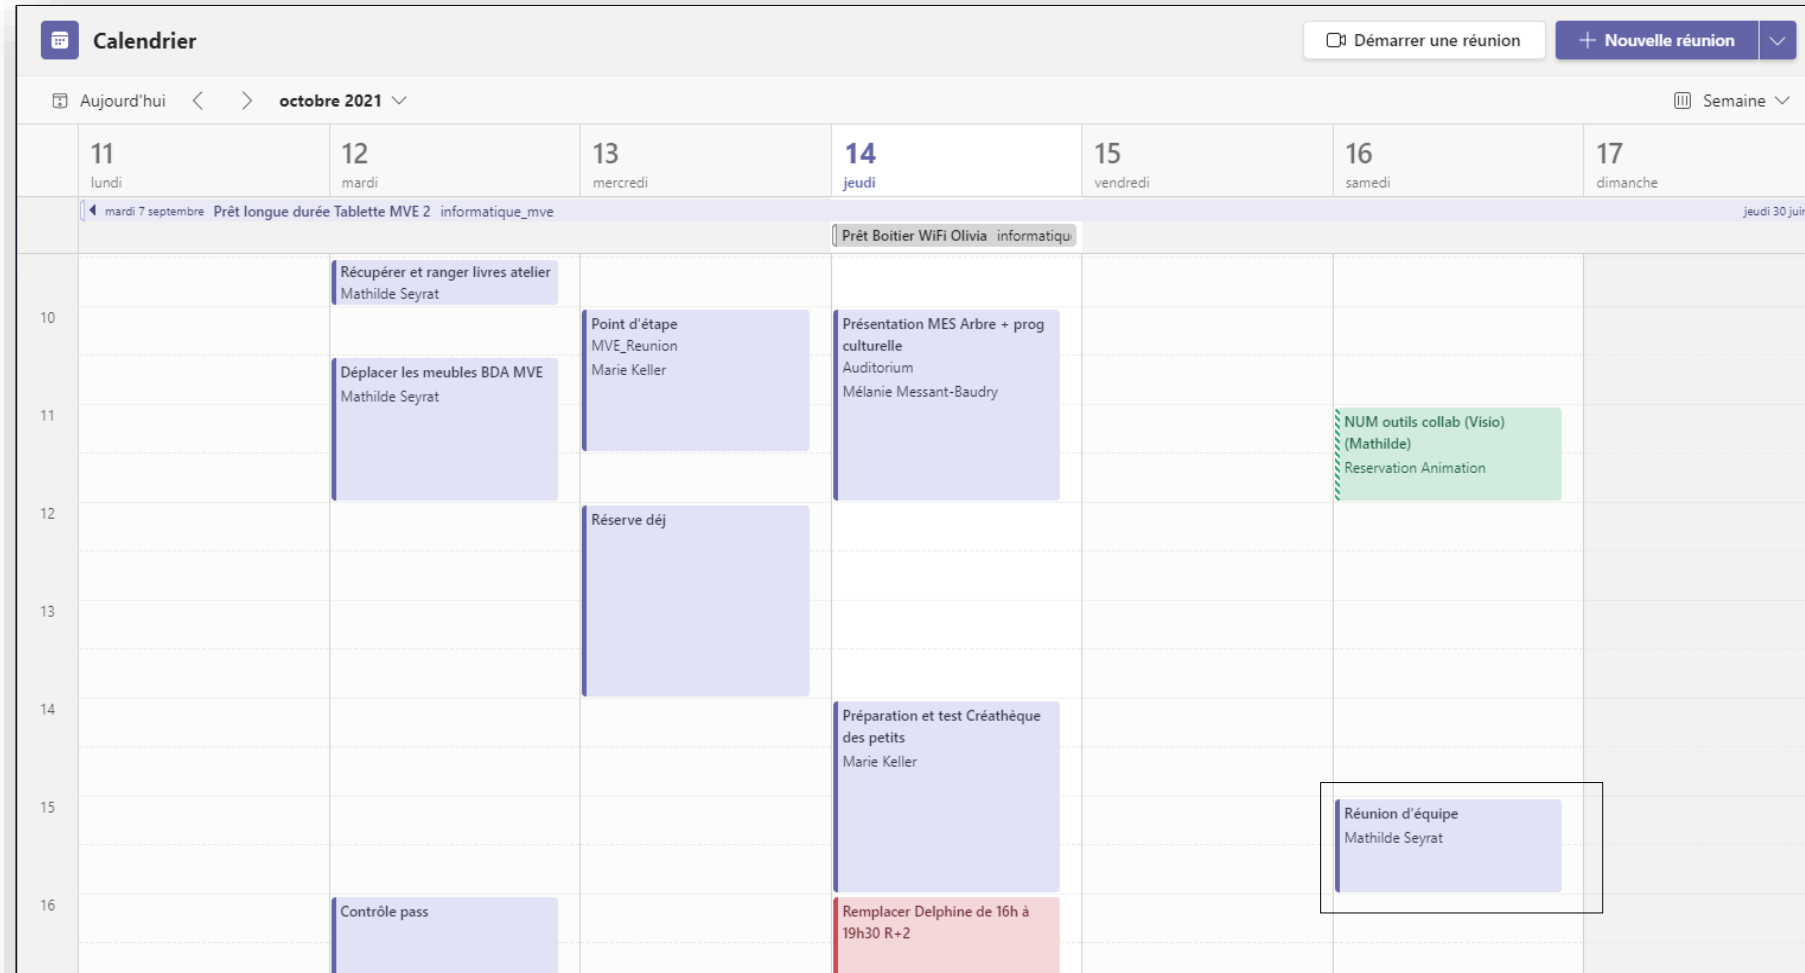 Calendrier
Démarrer une réunion
Nouvelle réunion
Aujourd'hui
octobre 2021
Semaine
11
lundi
12
mardi
13
mercredi
14
jeudi
15
vendredi
16
samedi
17
dimanche
mardi 7 septembre Prêt longue durée Tablette MVE 2 informatique_mve
jeudi 30 juin
Prêt Boitier WiFi Olivia informatiqu
Récupérer et ranger livres atelier
Mathilde Seyrat
10
Point d'étape
MVE_Reunion
Marie Keller
Présentation MES Arbre + prog
culturelle
Auditorium
Mélanie Messant-Baudry
Déplacer les meubles BDA MVE
Mathilde Seyrat
11
NUM outils collab (Visio)
(Mathilde)
Reservation Animation
12
Réserve déj
13
14
Préparation et test Créathèque
des petits
Marie Keller
15
Réunion d'équipe
Mathilde Seyrat
16
Contrôle pass
Remplacer Delphine de 16h à
19h30 R+2